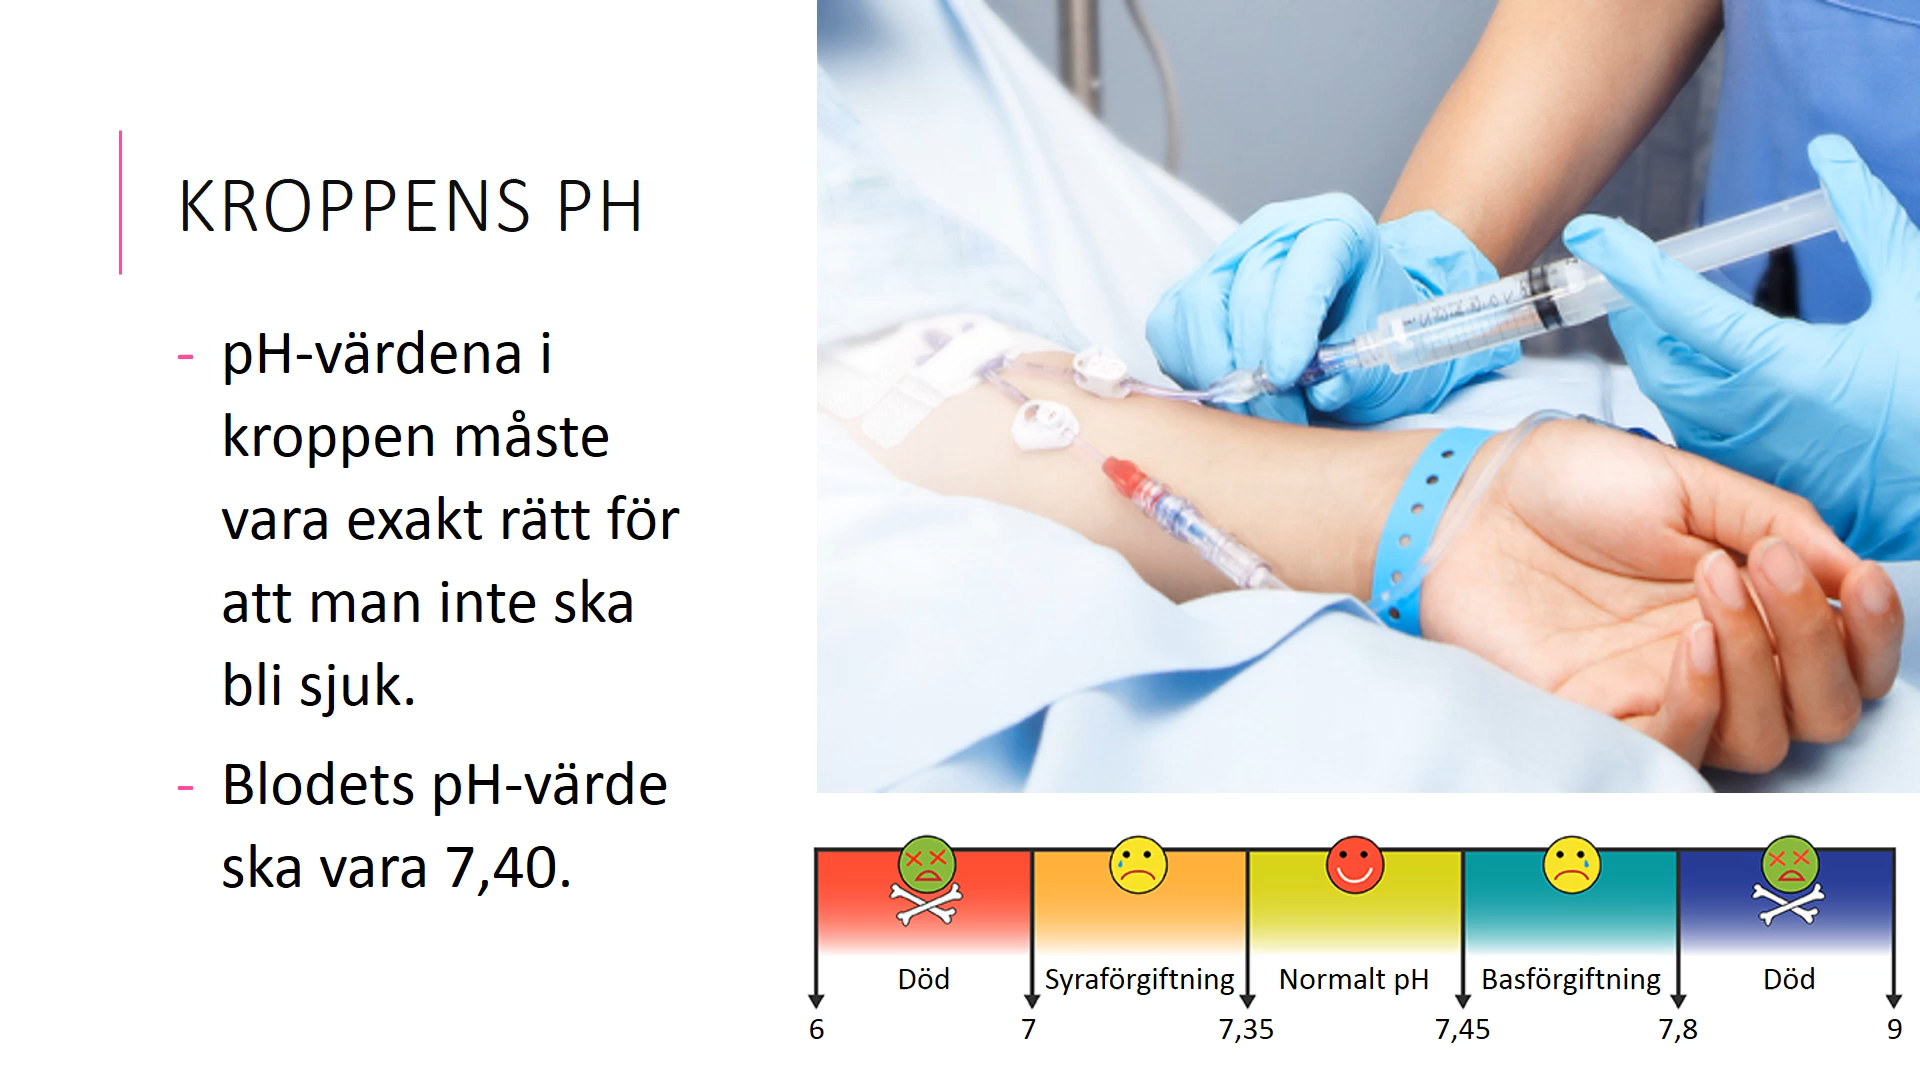 KROPPENS PH
- pH-värdena i
kroppen måste
vara exakt rätt för
att man inte ska
bli sjuk.
- Blodets pH-värde
ska vara 7,40.
Död
Syraförgiftning
Normalt pH
Basförgiftning
Död
6
7
7,35
7,45
7,8
9